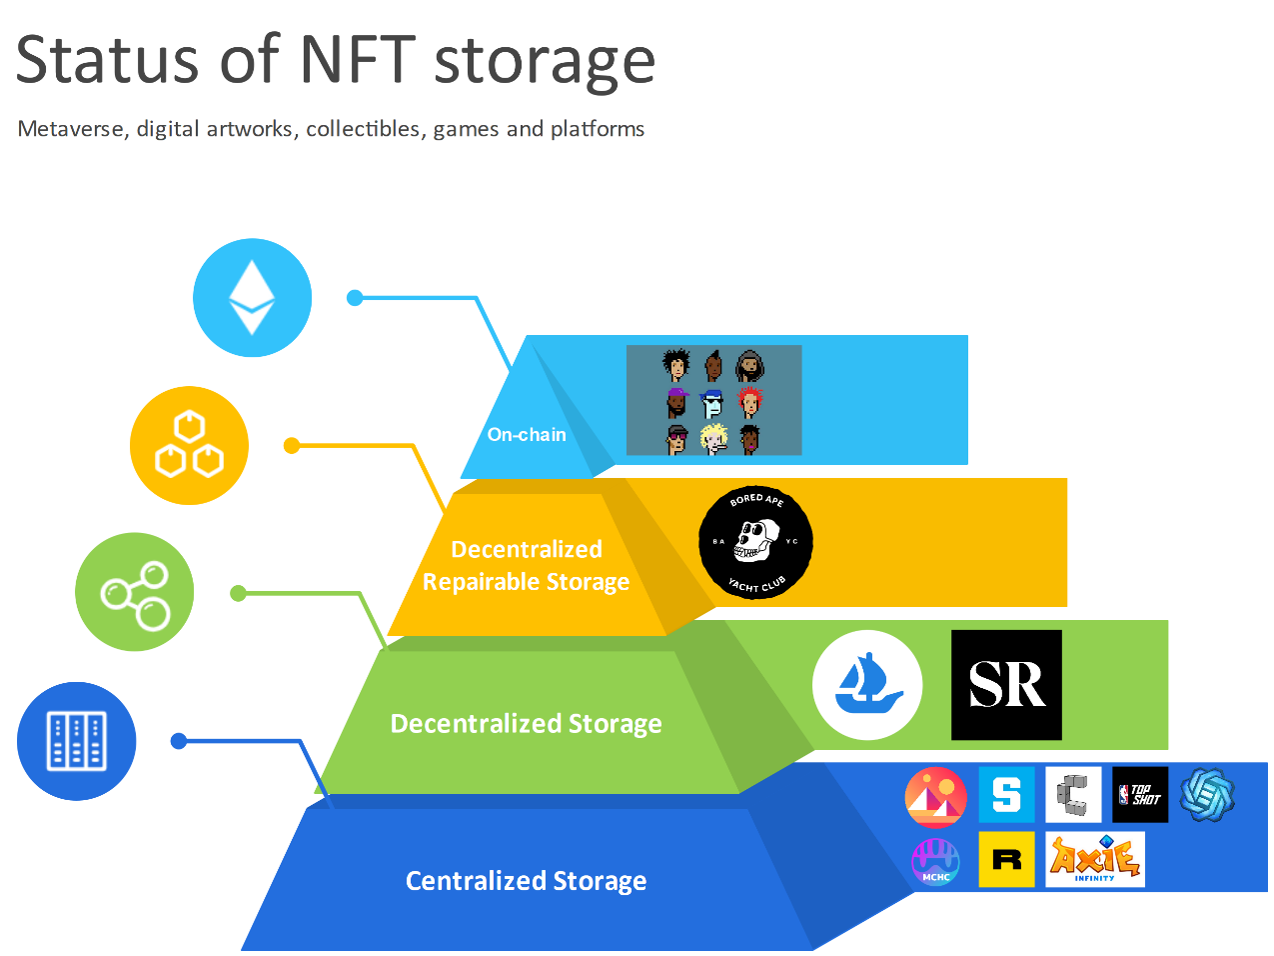 Status of NFT storage
Metaverse, digital artworks, collectibles, games and platforms
On-chain
Decentralized
Repairable Storage
BORED APE
BA YC
YACHT CLUB
Decentralized Storage
SR
Centralized Storage
S
C
TOP
SHOT
MCHC
R
AXIE
INFINITY